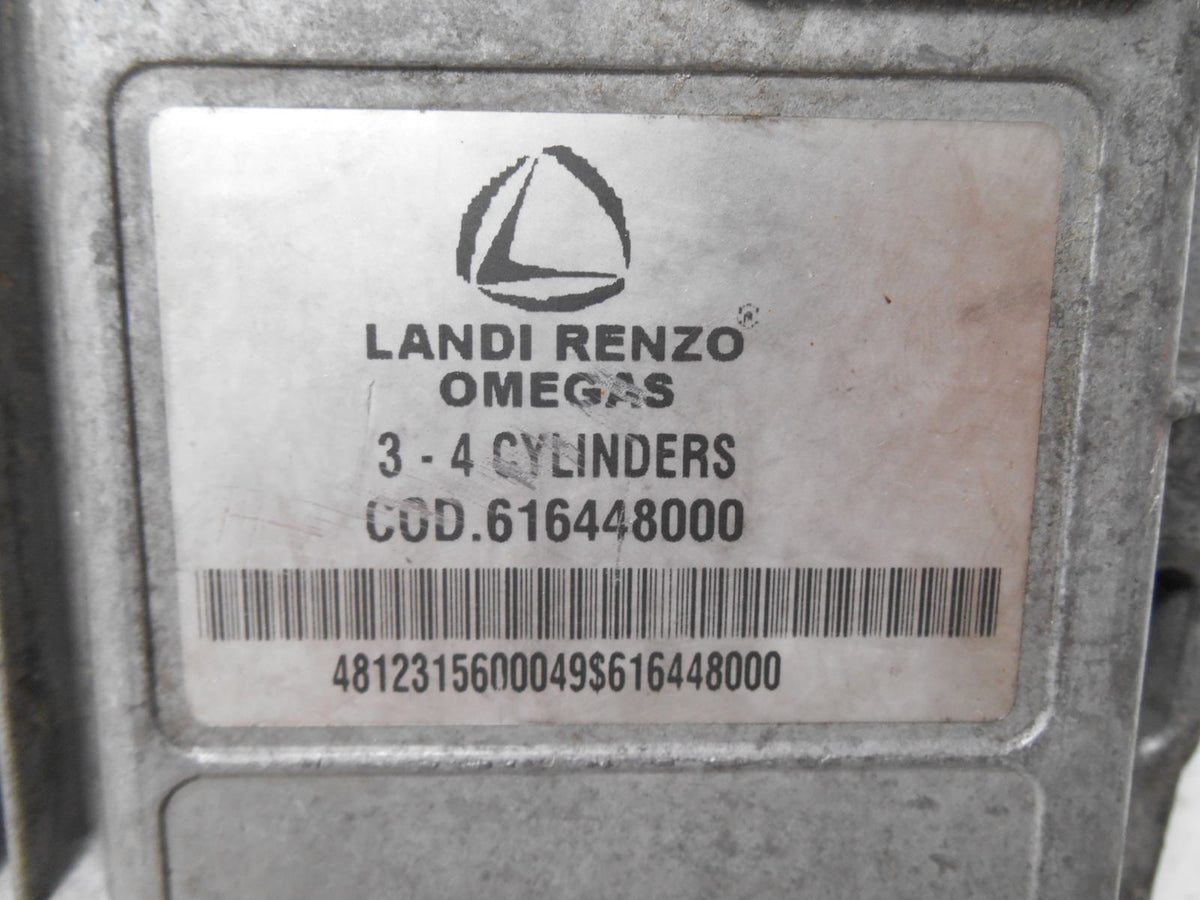 LANDI RENZO®
OMEGAS
3 - 4 CYLINDERS
COD.616448000
4812315600049$616448000